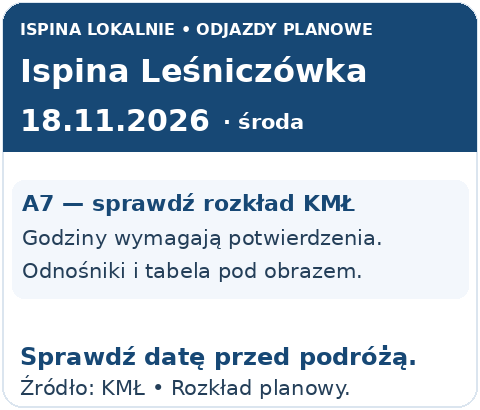 ISPINA LOKALNIE • ODJAZDY PLANOWE
Ispina Leśniczówka
18.11.2026 · środa
A7 — sprawdź rozkład KMŁ
Godziny wymagają potwierdzenia.
Odnośniki i tabela pod obrazem.
Sprawdź datę przed podróżą.
Źródło: KMŁ • Rozkład planowy.